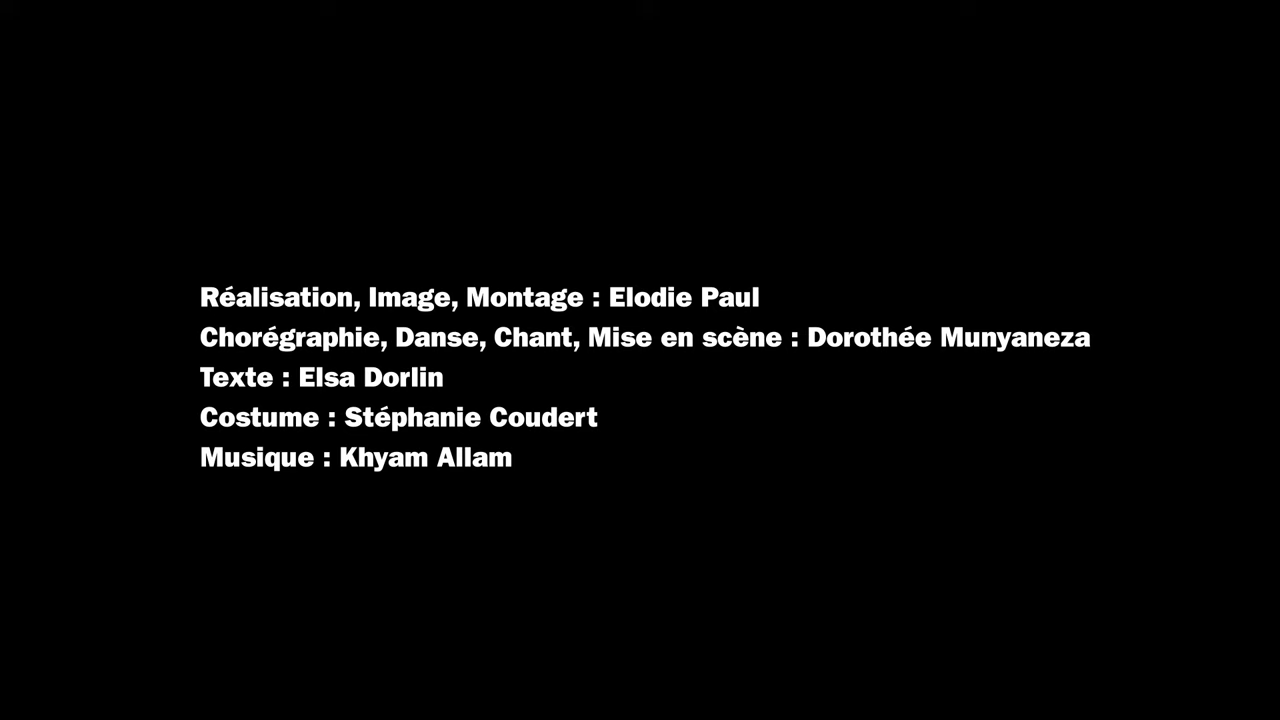 Réalisation, Image, Montage : Elodie Paul
Chorégraphie, Danse, Chant, Mise en scène : Dorothée Munyaneza
Texte : Elsa Dorlin
Costume : Stéphanie Coudert
Musique : Khyam Allam